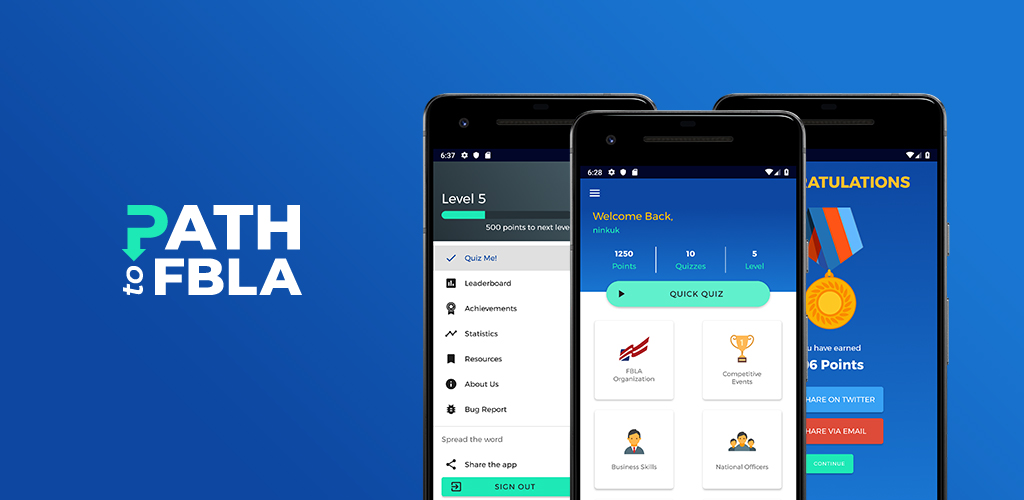 PATH
to FBLA
6:37
Level 5
500 points to next leve
Quiz Me!
Leaderboard
Achievements
Statistics
Resources
About Us
Bug Report
Spread the word
Share the app
SIGN OUT
6:28
Welcome Back,
ninkuk
1250 10 5
Points Quizzes Level
QUICK QUIZ
FBLA
Organization
1
Competitive
Events
Business Skills
National Officers
RATULATIONS
u have earned
6 Points
HARE ON TWITTER
HARE VIA EMAIL
CONTINUE